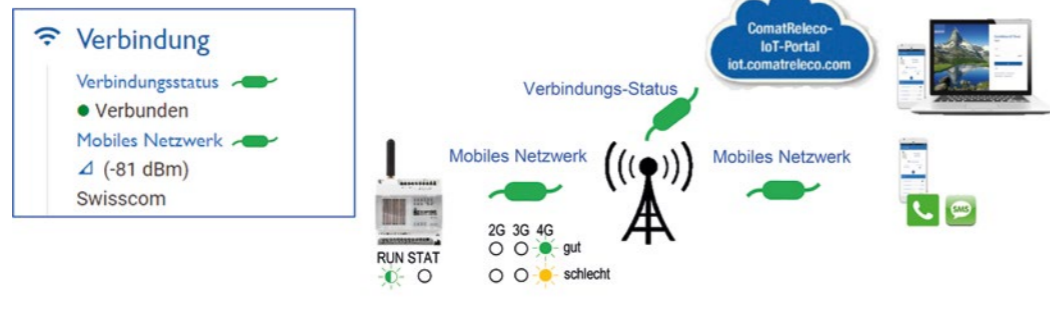 Verbindung
Verbindungsstatus
Verbunden
Mobiles Netzwerk
(-81 dBm)
Swisscom
ComatReleco-
IoT-Portal
iot.comatreleco.com
Verbindungs-Status
Mobiles Netzwerk
Mobiles Netzwerk
2G 3G 4G
gut
RUN STAT
schlecht
SMS